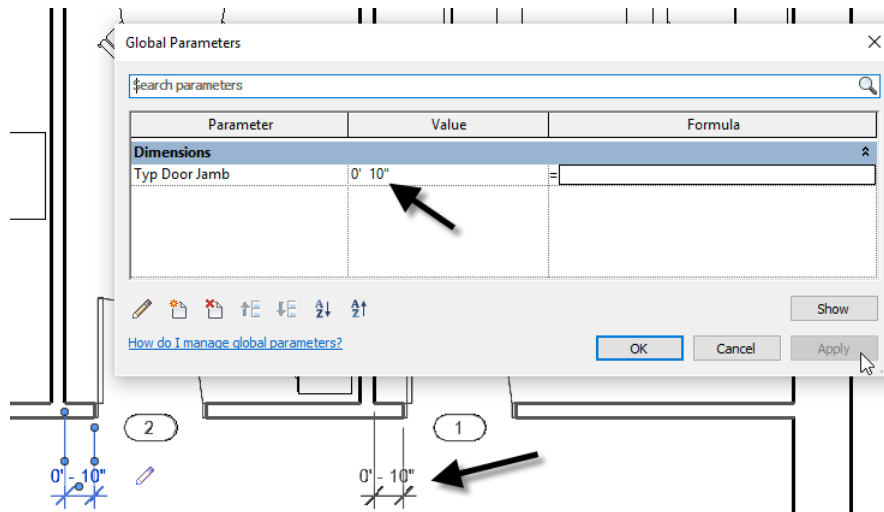 Global Parameters
Search parameters
Parameter Value Formula
Dimensions
Typ Door Jamb 0' 10" =
Show
How do I manage global parameters?
OK Cancel Apply
2 1
0' - 10" 0' - 10"